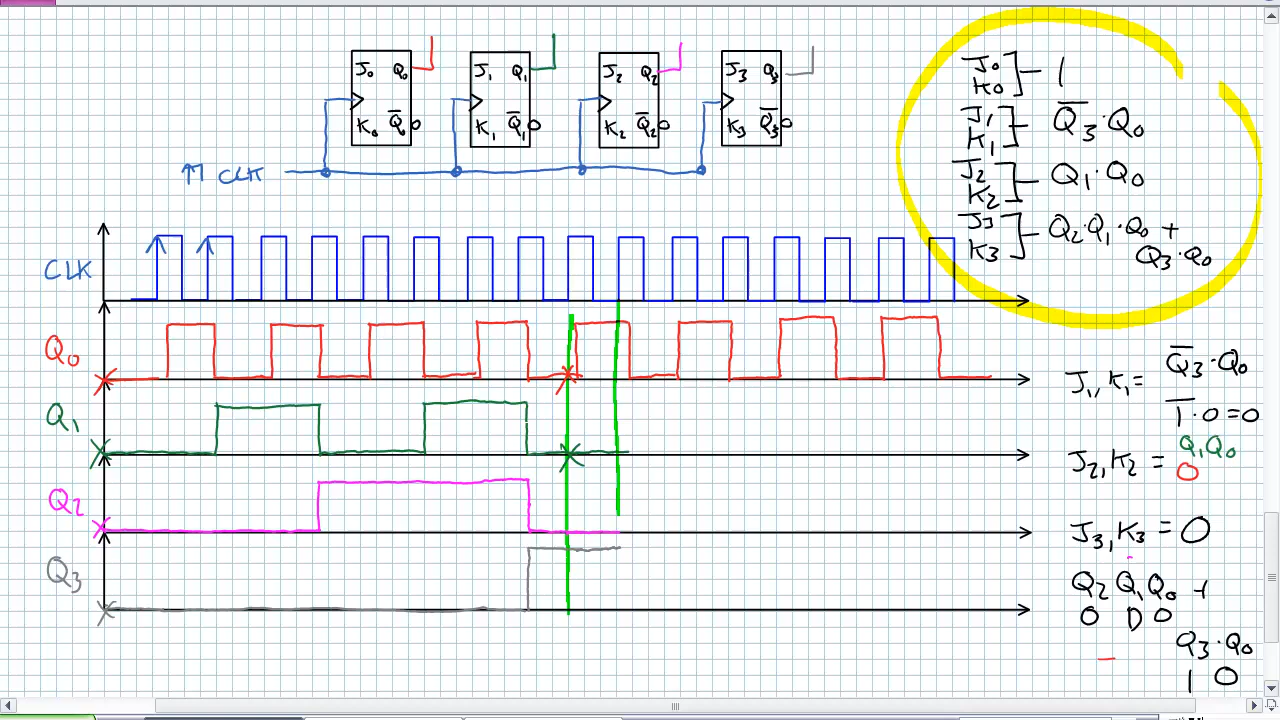 J0 Q0 J1 Q1 J2 Q2 J3 Q3
K0 Q̅0 K1 Q̅1 K2 Q̅2 K3 Q̅3
↑ CLK
J0
K0 ]— 1
J1
K1 ]— Q̅3·Q0
J2
K2 ]— Q1·Q0
J3
K3 ]— Q2·Q1·Q0 +
Q3·Q0
CLK
Q0
Q1
Q2
Q3
J1, K1 = Q̅3·Q0
1̅·0=0
J2, K2 = Q1Q0
0
J3, K3 = 0
Q2 Q1 Q0 +
0 0 0
Q3·Q0
1 0